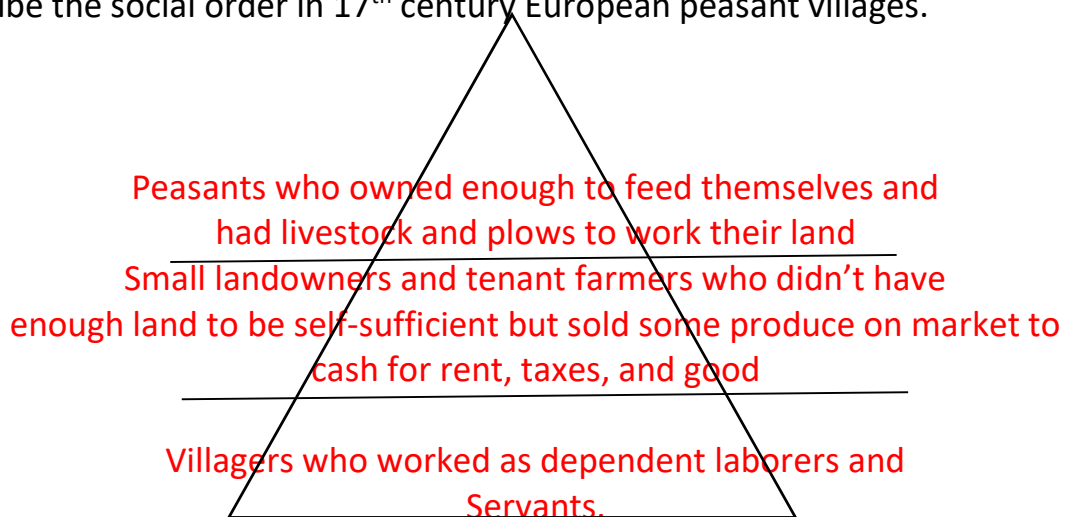 ibe the social order in 17th century European peasant villages.
Peasants who owned enough to feed themselves and
had livestock and plows to work their land
Small landowners and tenant farmers who didn’t have
enough land to be self-sufficient but sold some produce on market to
cash for rent, taxes, and good
Villagers who worked as dependent laborers and
Servants.